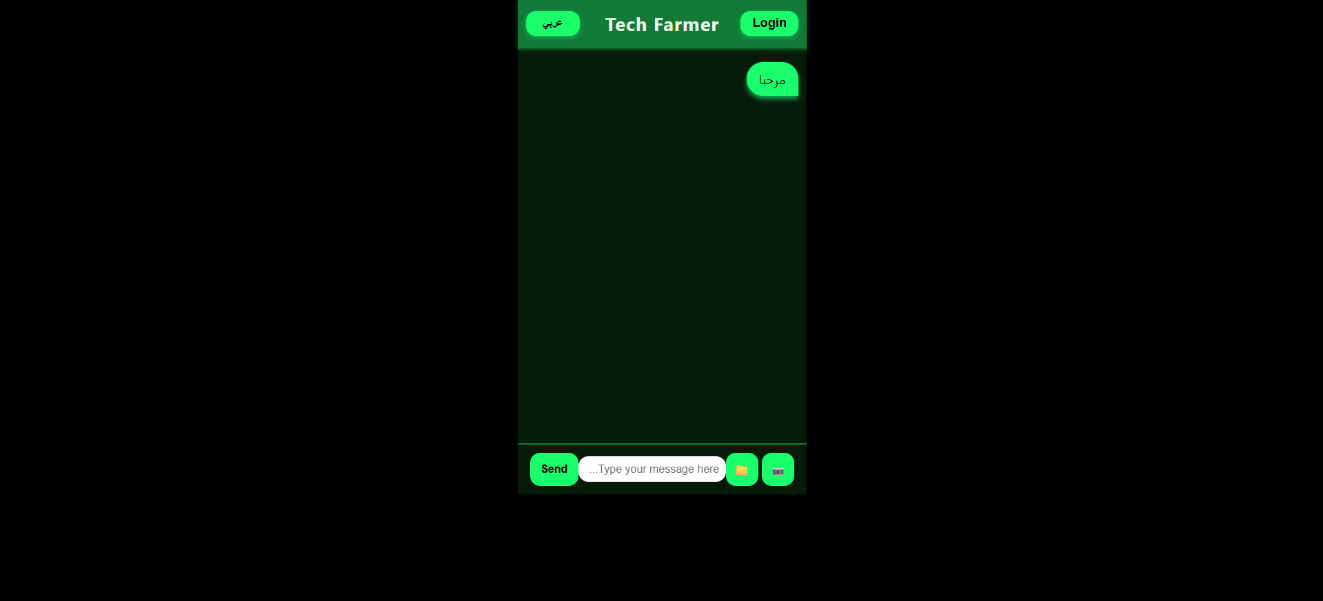 عربي
Tech Farmer
Login
مرحبا
Send
...Type your message here